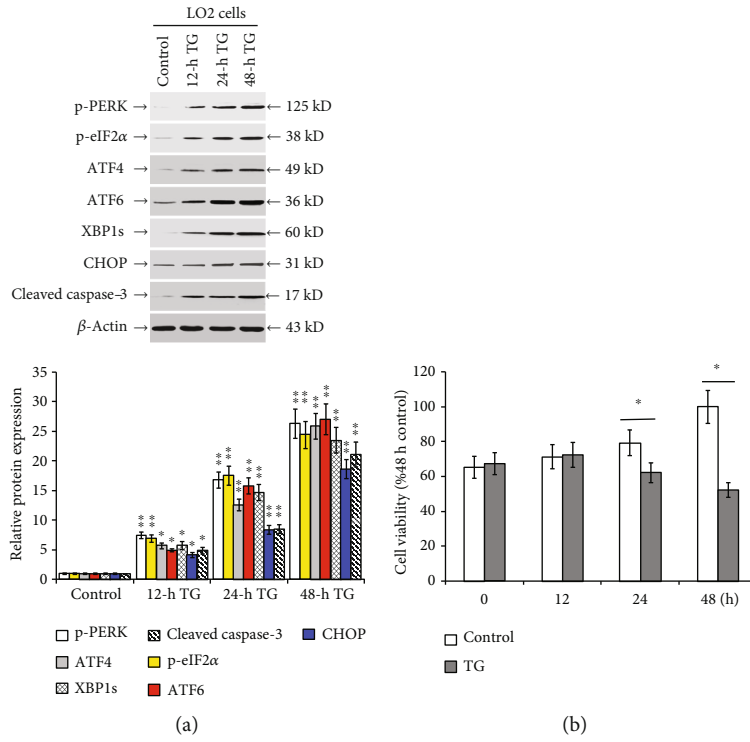 LO2 cells
Control 12-h TG 24-h TG 48-h TG
p-PERK → ← 125 kD
p-eIF2α → ← 38 kD
ATF4 → ← 49 kD
ATF6 → ← 36 kD
XBP1s → ← 60 kD
CHOP → ← 31 kD
Cleaved caspase-3 → ← 17 kD
β-Actin → ← 43 kD
Relative protein expression
40
35
30
25
20
15
10
5
0
** ** * * * * *
** ** ** ** ** ** **
** ** ** ** ** ** **
Control 12-h TG 24-h TG 48-h TG
p-PERK Cleaved caspase-3 CHOP
ATF4 p-eIF2α
XBP1s ATF6
(a)
Cell viability (%48 h control)
120
100
80
60
40
20
0
* *
0 12 24 48 (h)
Control
TG
(b)